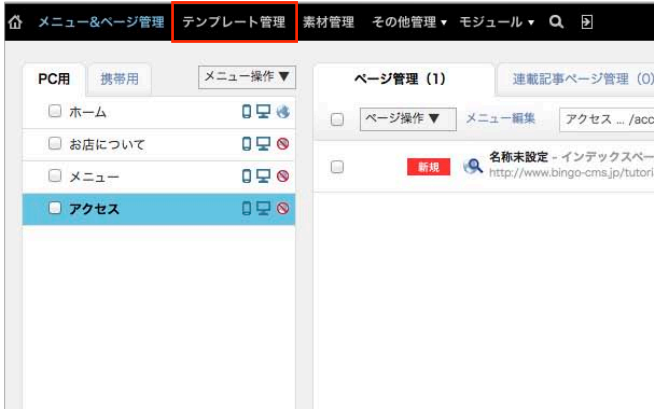 メニュー&ページ管理 テンプレート管理 素材管理 その他管理▼ モジュール▼
PC用 携帯用 メニュー操作 ▼
ホーム
お店について
メニュー
アクセス
ページ管理（1） 連載記事ページ管理（0）
ページ操作 ▼ メニュー編集 アクセス ... /acc
新規 名称未設定 - インデックスペー
http://www.bingo-cms.jp/tutori